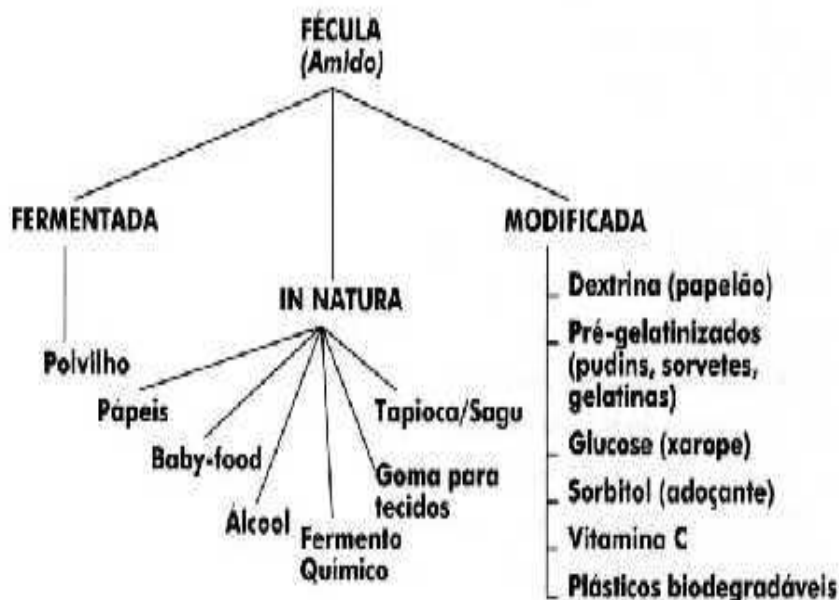 FÉCULA
(Amido)
FERMENTADA
MODIFICADA
IN NATURA
Polvilho
Pápeis
Baby-food
Álcool
Fermento
Químico
Goma para
tecidos
Tapioca/Sagu
Dextrina (papelão)
Pré-gelatinizados
(pudins, sorvetes,
gelatinas)
Glucose (xarope)
Sorbitol (adoçante)
Vitamina C
Plásticos biodegradáveis